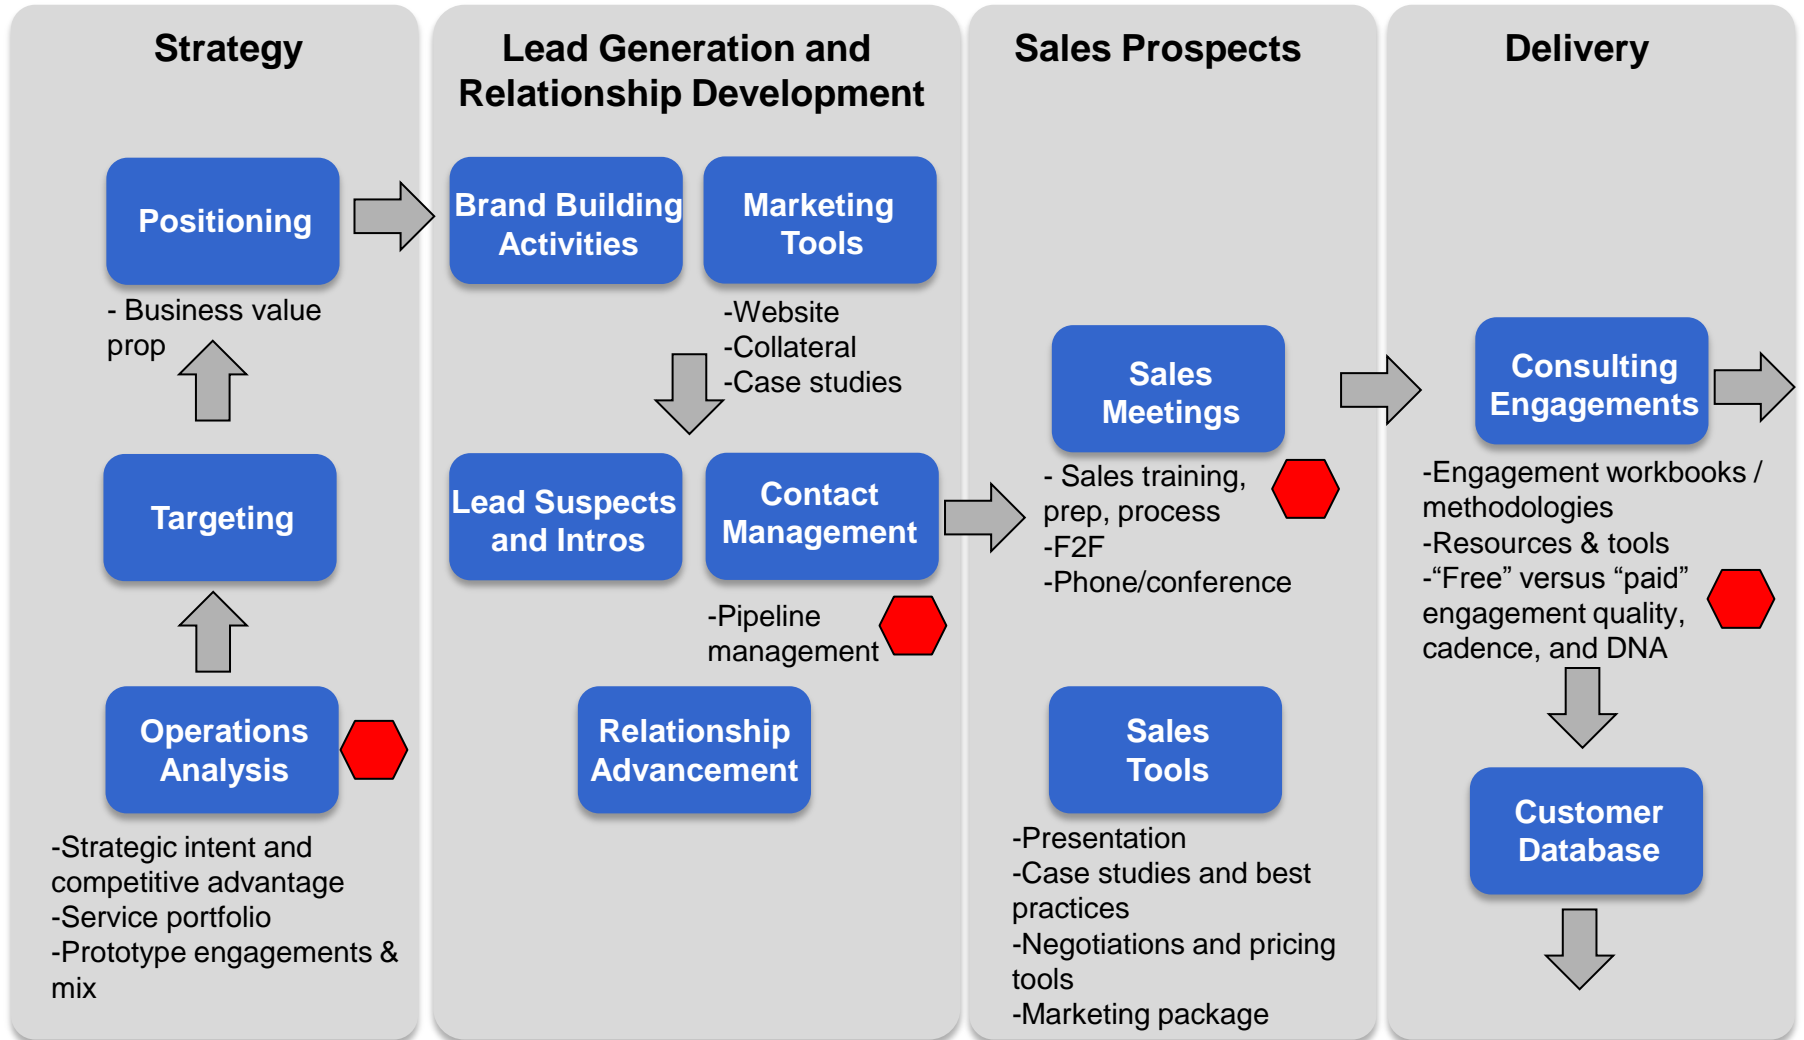 Strategy
Positioning
- Business value
prop
Targeting
Operations
Analysis
-Strategic intent and
competitive advantage
-Service portfolio
-Prototype engagements &
mix
Lead Generation and
Relationship Development
Brand Building
Activities
Marketing
Tools
-Website
-Collateral
-Case studies
Lead Suspects
and Intros
Contact
Management
-Pipeline
management
Relationship
Advancement
Sales Prospects
Sales
Meetings
- Sales training,
prep, process
-F2F
-Phone/conference
Sales
Tools
-Presentation
-Case studies and best
practices
-Negotiations and pricing
tools
-Marketing package
Delivery
Consulting
Engagements
-Engagement workbooks /
methodologies
-Resources & tools
-“Free” versus “paid”
engagement quality,
cadence, and DNA
Customer
Database